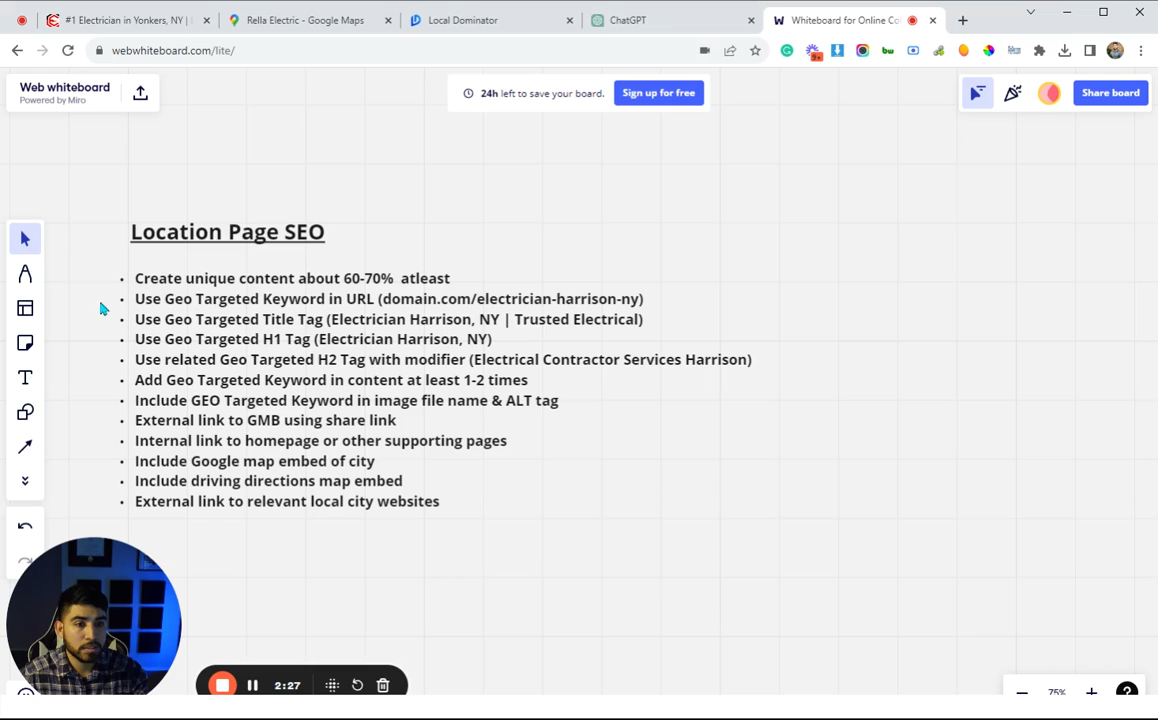 #1 Electrician in Yonkers, NY |
Rella Electric - Google Maps
Local Dominator
ChatGPT
Whiteboard for Online Co
webwhiteboard.com/lite/
9+
bw
Web whiteboard
Powered by Miro
24h left to save your board.
Sign up for free
Share board
Location Page SEO
• Create unique content about 60-70% atleast
• Use Geo Targeted Keyword in URL (domain.com/electrician-harrison-ny)
• Use Geo Targeted Title Tag (Electrician Harrison, NY | Trusted Electrical)
• Use Geo Targeted H1 Tag (Electrician Harrison, NY)
• Use related Geo Targeted H2 Tag with modifier (Electrical Contractor Services Harrison)
• Add Geo Targeted Keyword in content at least 1-2 times
• Include GEO Targeted Keyword in image file name & ALT tag
• External link to GMB using share link
• Internal link to homepage or other supporting pages
• Include Google map embed of city
• Include driving directions map embed
• External link to relevant local city websites
2:27
75%